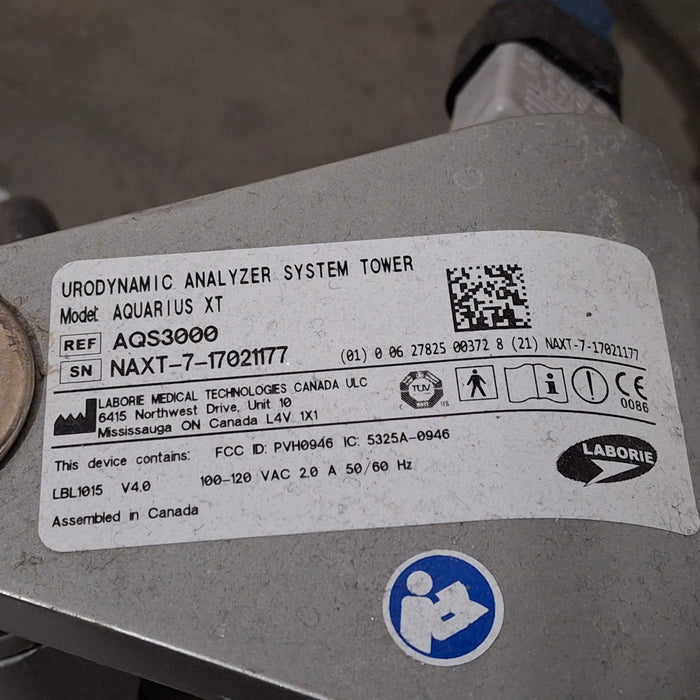 URODYNAMIC ANALYZER SYSTEM TOWER
Model: AQUARIUS XT
REF AQS3000
SN NAXT-7-17021177
(01) 0 06 27825 00372 8 (21) NAXT-7-17021177
LABORIE MEDICAL TECHNOLOGIES CANADA ULC
6415 Northwest Drive, Unit 10
Mississauga ON Canada L4V 1X1
TUV
CE
0086
This device contains: FCC ID: PVH0946 IC: 5325A-0946
LBL1015 V4.0 100-120 VAC 2.0 A 50/60 Hz
Assembled in Canada
LABORIE